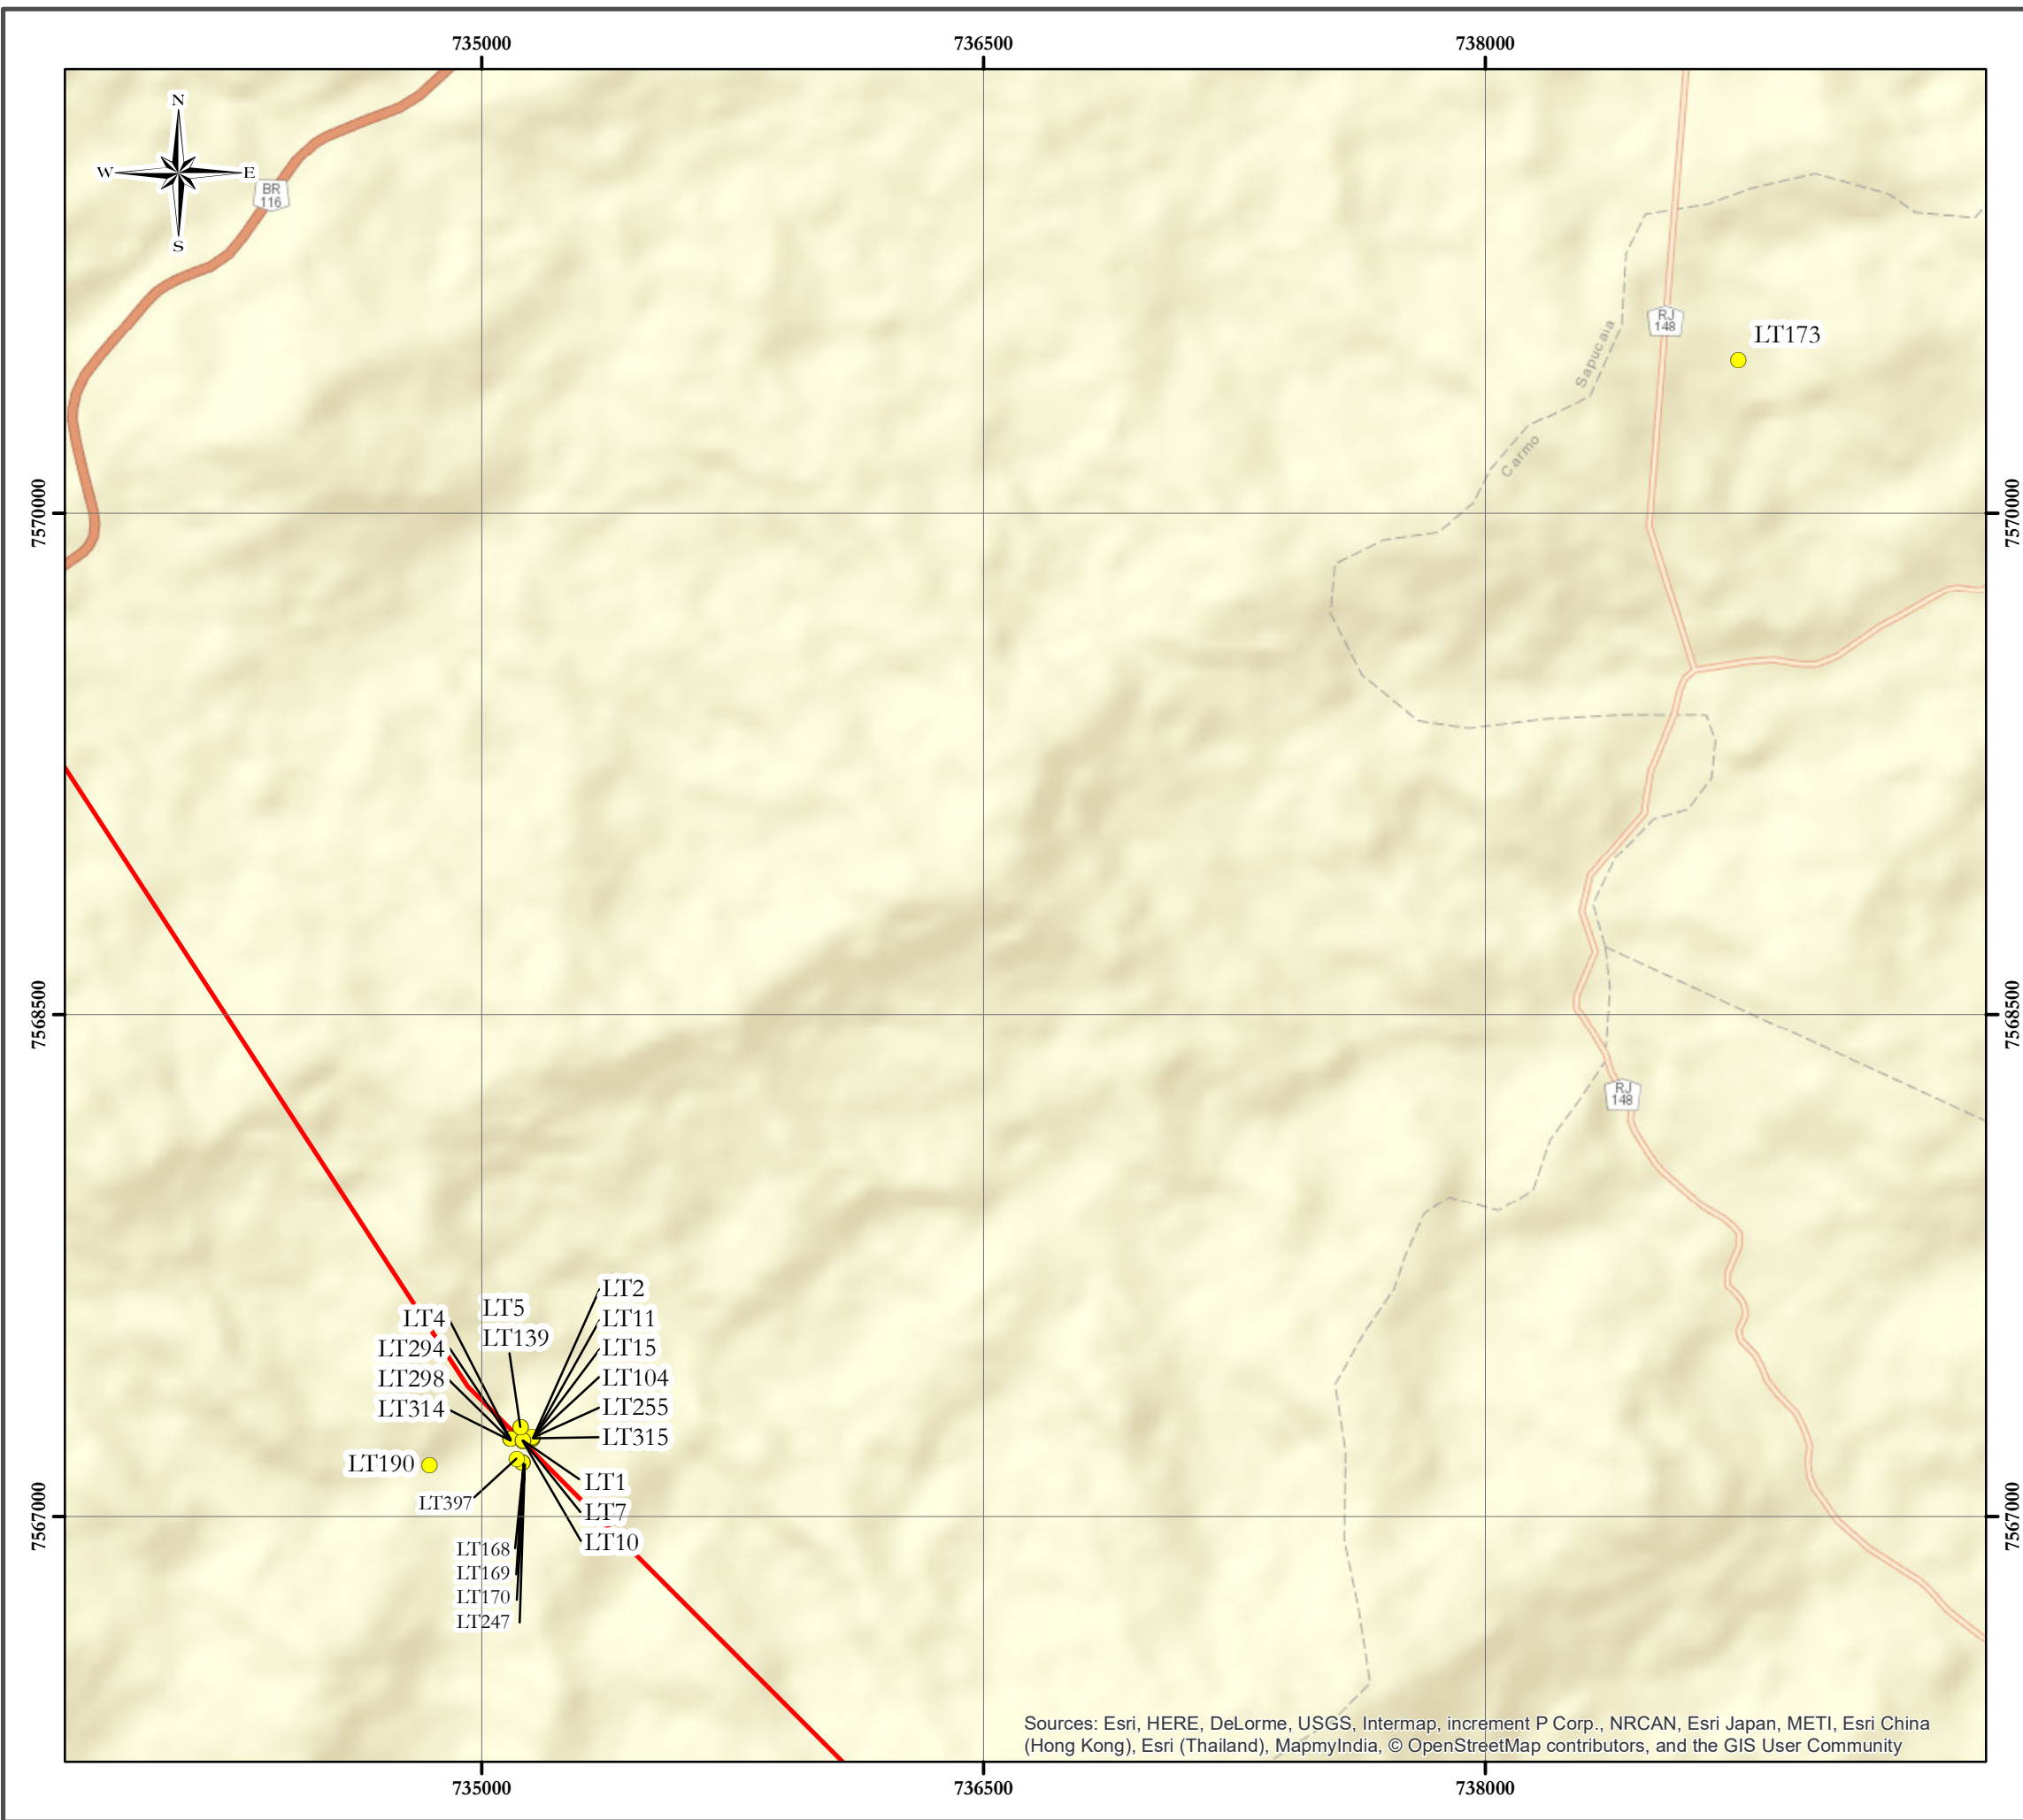 735000
736500
738000
N
W
E
S
BR
116
RJ
148
LT173
Sapucaia
Carmo
7570000
7570000
7568500
7568500
RJ
148
LT2
LT5
LT4
LT11
LT139
LT294
LT15
LT298
LT104
LT314
LT255
LT315
LT190
LT1
LT397
LT7
LT10
7567000
7567000
LT168
LT169
LT170
LT247
Sources: Esri, HERE, DeLorme, USGS, Intermap, increment P Corp., NRCAN, Esri Japan, METI, Esri China
(Hong Kong), Esri (Thailand), MapmyIndia, © OpenStreetMap contributors, and the GIS User Community
735000
736500
738000